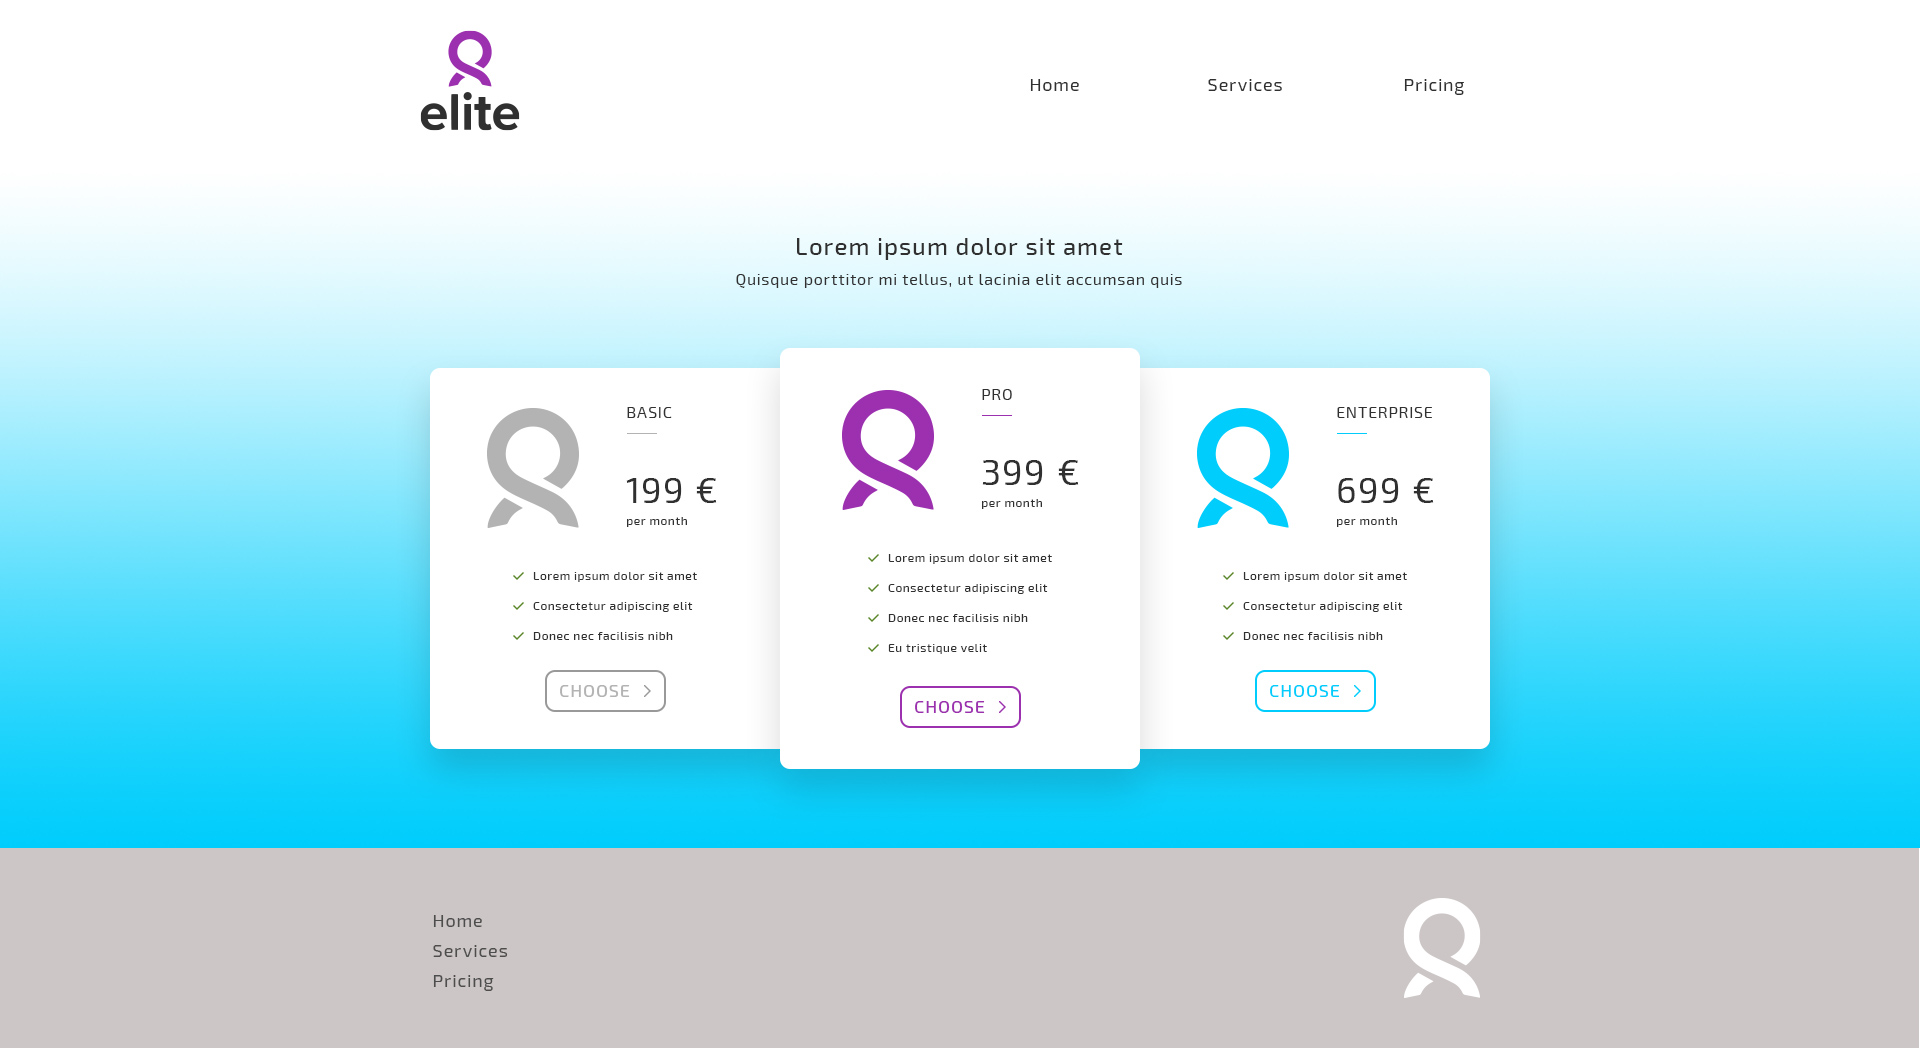 elite
Home
Services
Pricing
Lorem ipsum dolor sit amet
Quisque porttitor mi tellus, ut lacinia elit accumsan quis
BASIC
199 €
per month
Lorem ipsum dolor sit amet
Consectetur adipiscing elit
Donec nec facilisis nibh
CHOOSE
PRO
399 €
per month
Lorem ipsum dolor sit amet
Consectetur adipiscing elit
Donec nec facilisis nibh
Eu tristique velit
CHOOSE
ENTERPRISE
699 €
per month
Lorem ipsum dolor sit amet
Consectetur adipiscing elit
Donec nec facilisis nibh
CHOOSE
Home
Services
Pricing